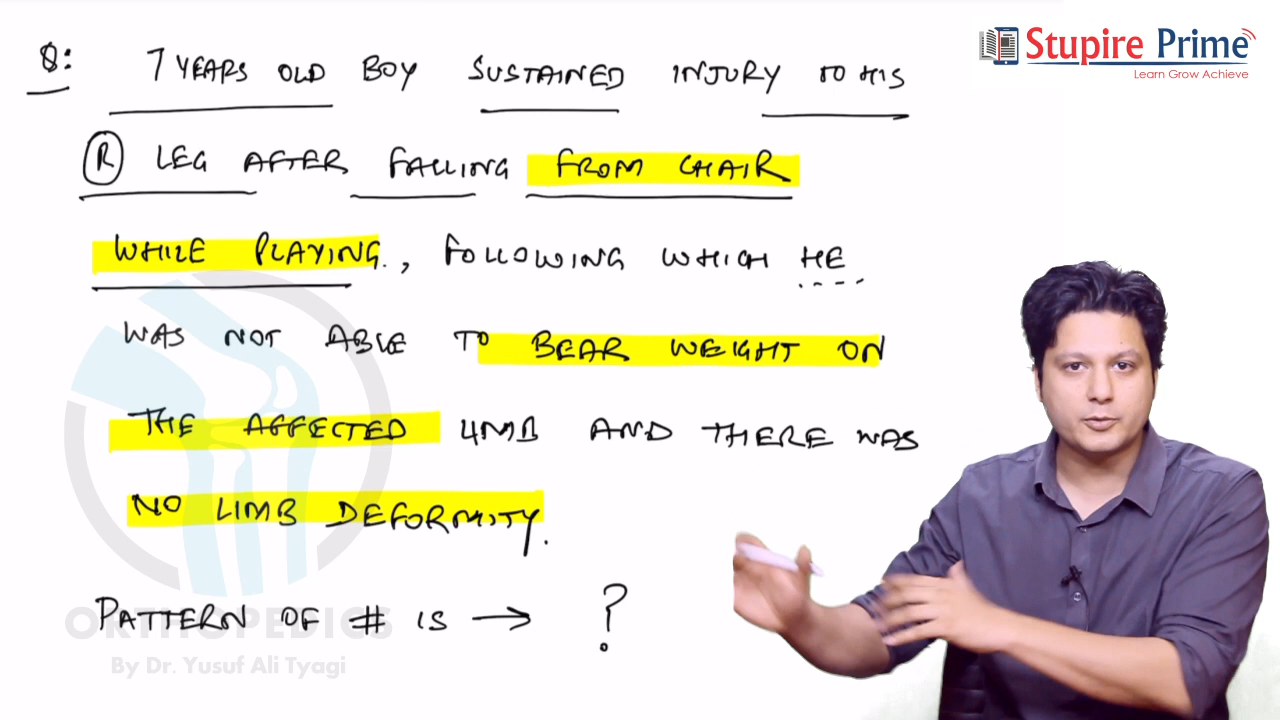 Q: 7 YEARS OLD BOY SUSTAINED INJURY TO HIS
Stupire Prime
Learn Grow Achieve
R LEG AFTER FALLING FROM CHAIR
WHILE PLAYING., FOLLOWING WHICH HE
WAS NOT ABLE TO BEAR WEIGHT ON
THE AFFECTED LIMB AND THERE WAS
NO LIMB DEFORMITY.
PATTERN OF # IS → ?
ORTHOPEDICS
By Dr. Yusuf Ali Tyagi